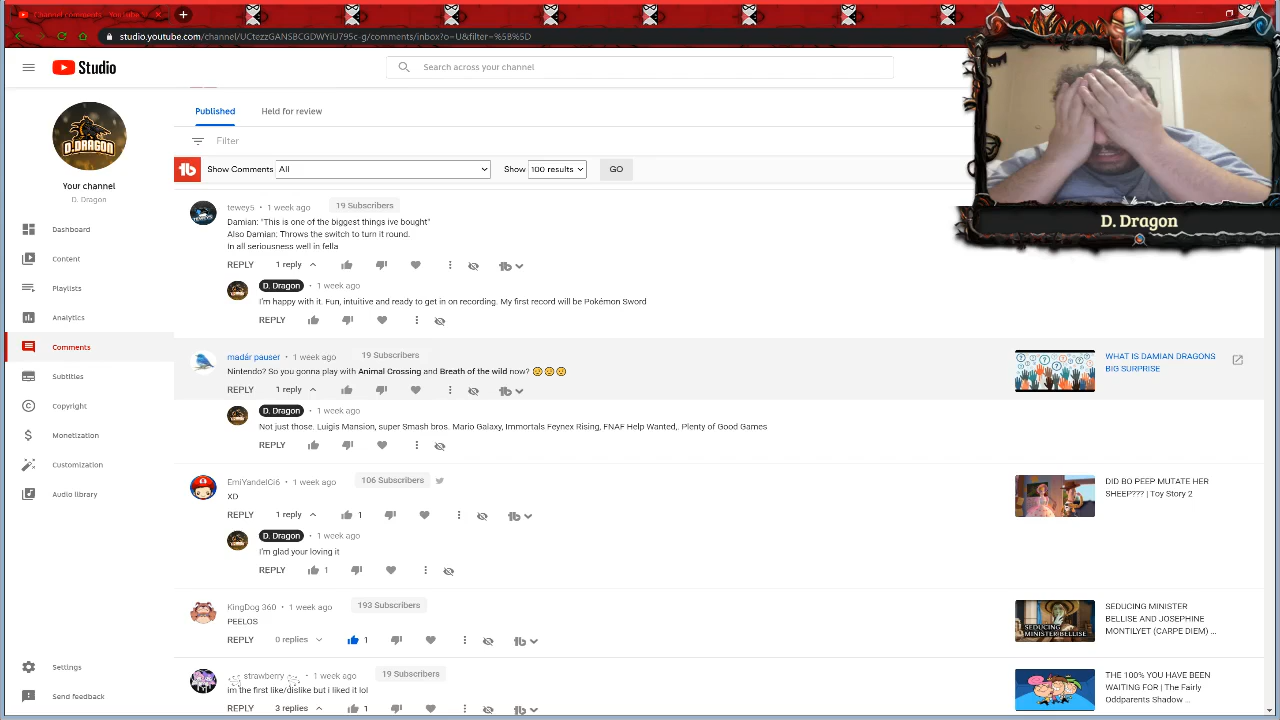 Channel comments - YouTube
studio.youtube.com/channel/UCtezzGANSBCGDWYiU795c-g/comments/inbox?o=U&filter=%5B%5D
Studio
Search across your channel
D.DRAGON
Your channel
D. Dragon
Dashboard
Content
Playlists
Analytics
Comments
Subtitles
Copyright
Monetization
Customization
Audio library
Settings
Send feedback
Published
Held for review
Filter
Show Comments
All
Show
100 results
GO
tewey5 • 1 week ago
19 Subscribers
Damian: "This is one of the biggest things ive bought"
Also Damian: Throws the switch to turn it round.
In all seriousness well in fella
REPLY
1 reply
D. Dragon • 1 week ago
I'm happy with it. Fun, intuitive and ready to get in on recording. My first record will be Pokémon Sword
REPLY
madár pauser • 1 week ago
19 Subscribers
Nintendo? So you gonna play with Animal Crossing and Breath of the wild now?
REPLY
1 reply
WHAT IS DAMIAN DRAGONS
BIG SURPRISE
D. Dragon • 1 week ago
Not just those. Luigis Mansion, super Smash bros. Mario Galaxy, Immortals Feynex Rising, FNAF Help Wanted,. Plenty of Good Games
REPLY
EmiYandelCi6 • 1 week ago
106 Subscribers
XD
REPLY
1 reply
1
DID BO PEEP MUTATE HER
SHEEP??? | Toy Story 2
D. Dragon • 1 week ago
I'm glad your loving it
REPLY
1
KingDog 360 • 1 week ago
193 Subscribers
PEELOS
REPLY
0 replies
1
SEDUCING
MINISTER BELLISE
SEDUCING MINISTER
BELLISE AND JOSEPHINE
MONTILYET (CARPE DIEM) ...
strawberry • 1 week ago
19 Subscribers
im the first like/dislike but i liked it lol
REPLY
3 replies
1
THE 100% YOU HAVE BEEN
WAITING FOR | The Fairly
Oddparents Shadow ...
D. Dragon